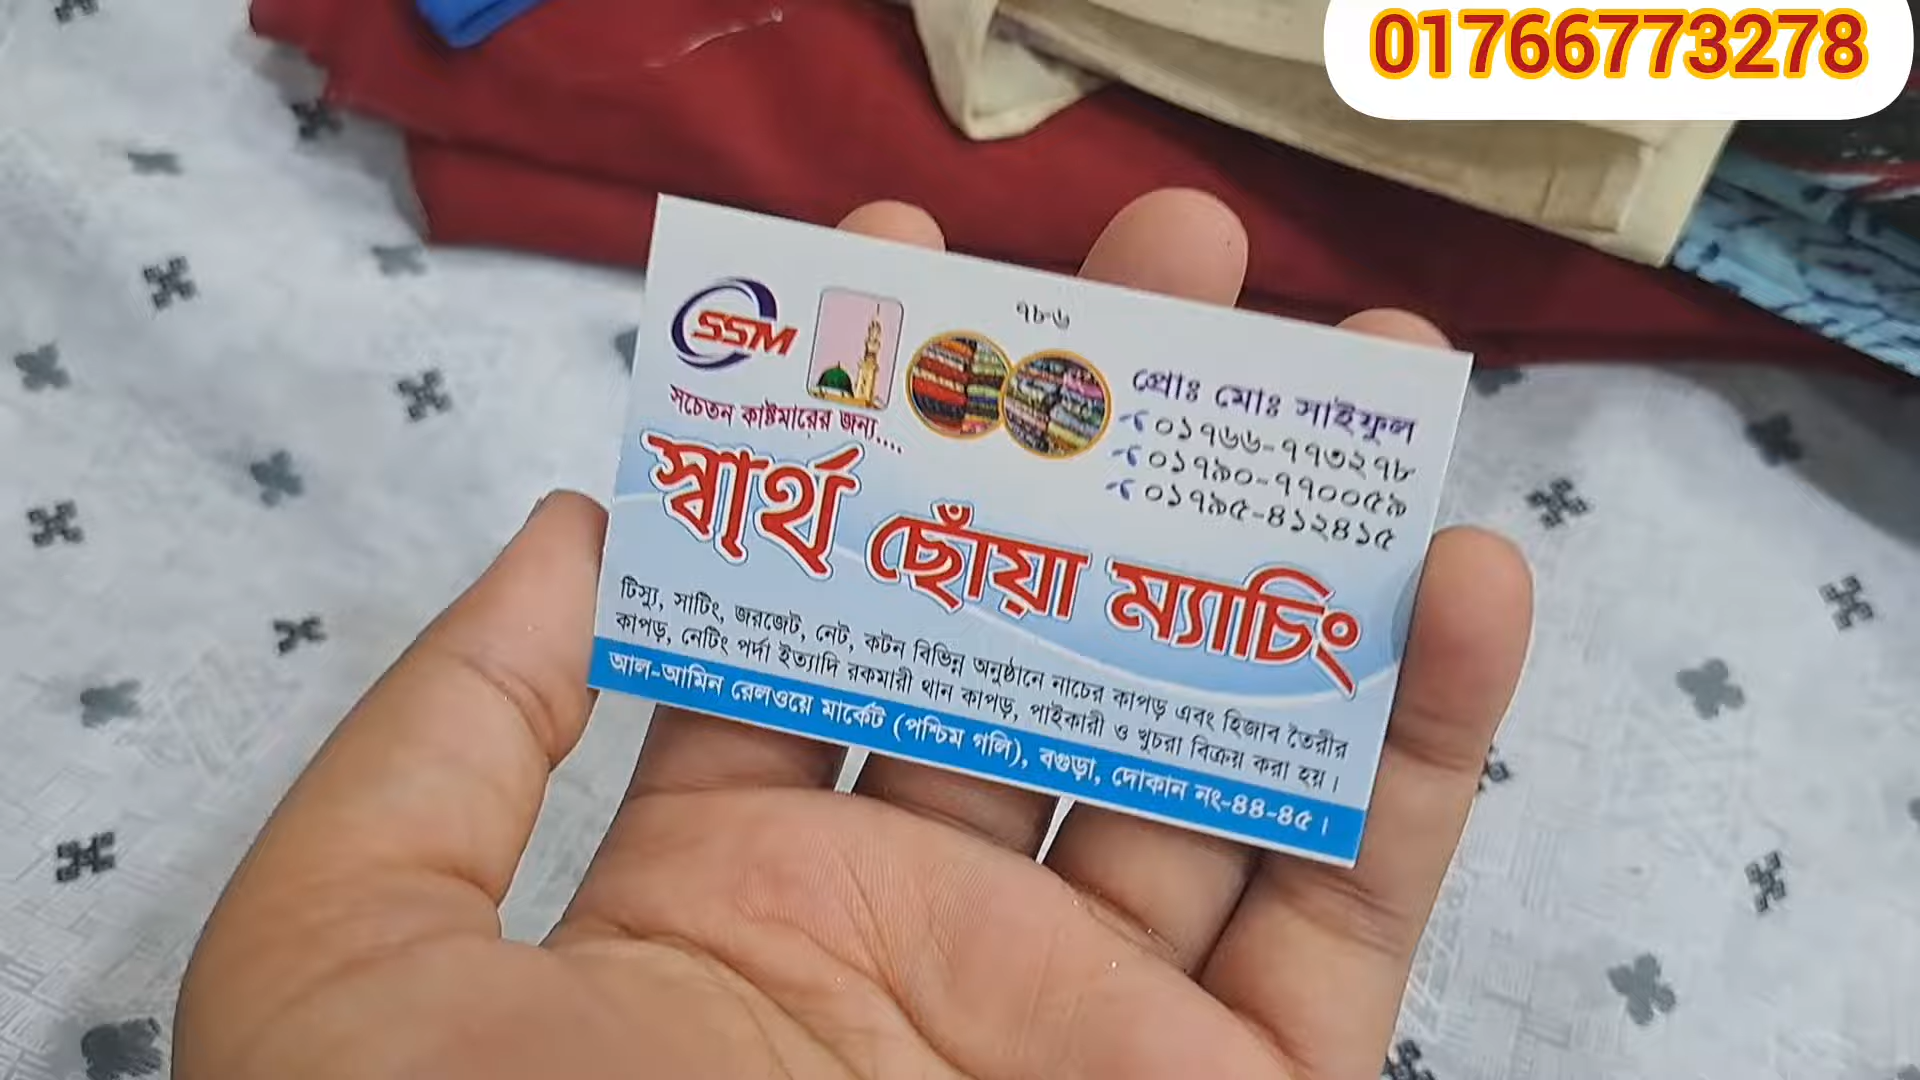 01766773278
৭৮৬
SSM
প্রোঃ মোঃ সাইফুল
০১৭৬৬-৭৭৩২৭৮
০১৭৯০-৭৭০০৫৯
০১৭৯৫-৪১২৪১৫
সচেতন কাষ্টমারের জন্য....
স্বার্থ ছোঁয়া ম্যাচিং
টিস্যু, সাটিং, জরজেট, নেট, কটন বিভিন্ন অনুষ্ঠানে নাচের কাপড় এবং হিজাব তৈরীর
কাপড়, নেটিং পর্দা ইত্যাদি রকমারী থান কাপড়, পাইকারী ও খুচরা বিক্রয় করা হয়।
আল-আমিন রেলওয়ে মার্কেট (পশ্চিম গলি), বগুড়া, দোকান নং-৪৪-৪৫।